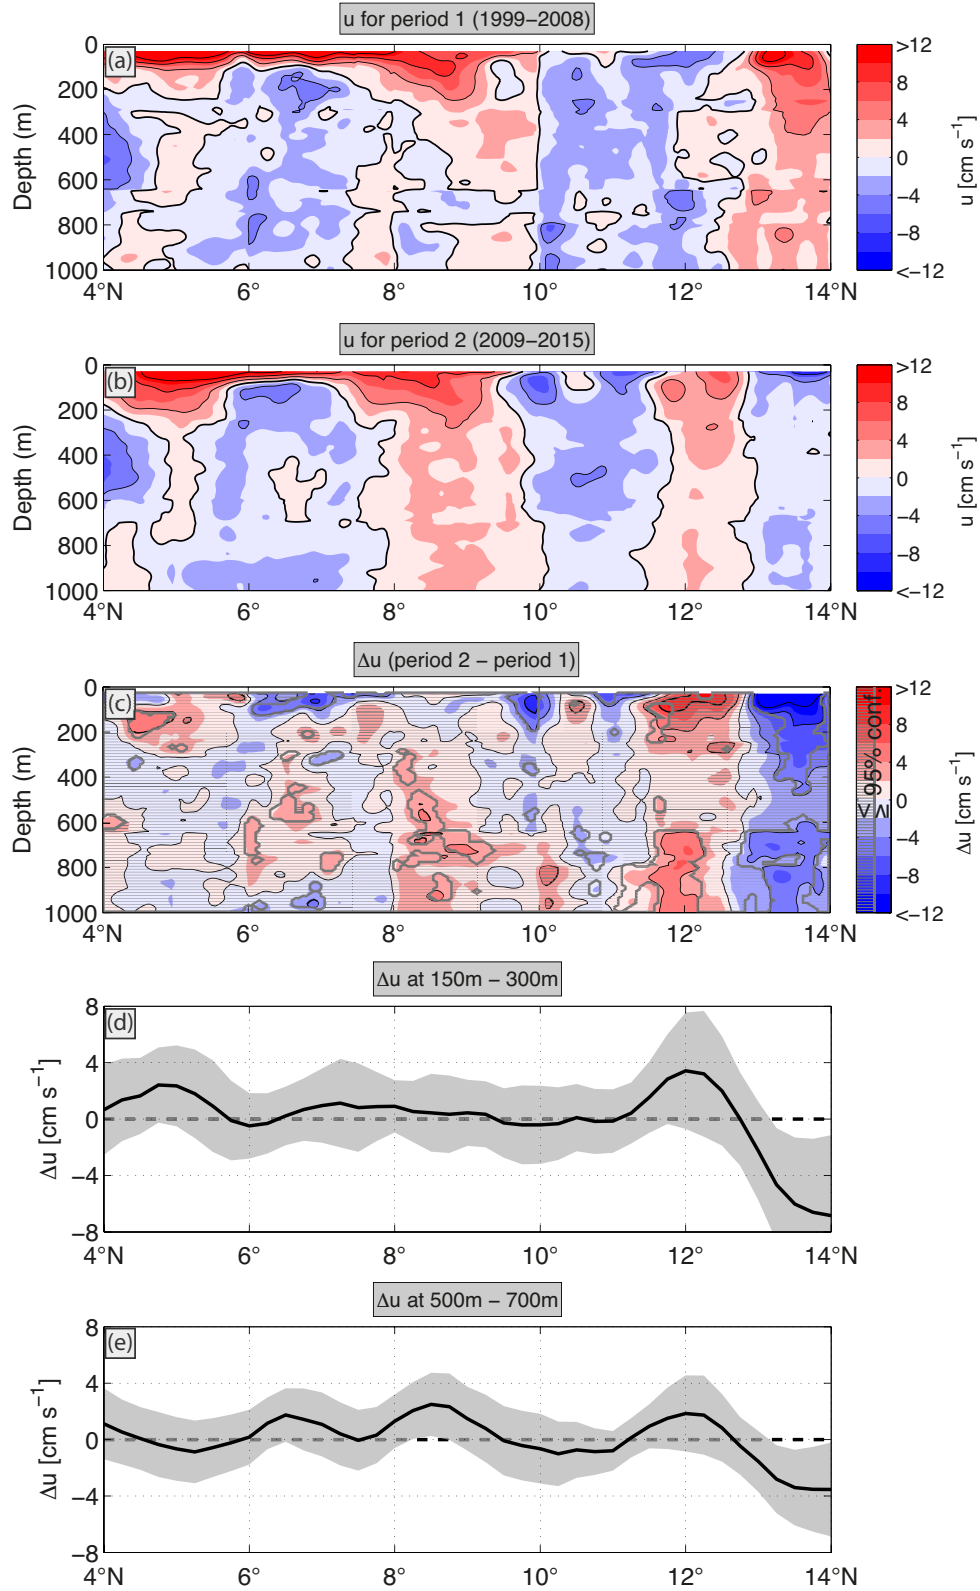 u for period 1 (1999−2008)
(a)
0
200
400
600
800
1000
Depth (m)
4°N
6°
8°
10°
12°
14°N
>12
8
4
0
−4
−8
<−12
u [cm s−1]
u for period 2 (2009−2015)
(b)
0
200
400
600
800
1000
Depth (m)
4°N
6°
8°
10°
12°
14°N
>12
8
4
0
−4
−8
<−12
u [cm s−1]
Δu (period 2 − period 1)
(c)
0
200
400
600
800
1000
Depth (m)
4°N
6°
8°
10°
12°
14°N
< ≥ 95% conf.
>12
8
4
0
−4
−8
<−12
Δu [cm s−1]
Δu at 150m − 300m
(d)
8
4
0
−4
−8
Δu [cm s−1]
4°N
6°
8°
10°
12°
14°N
Δu at 500m − 700m
(e)
8
4
0
−4
−8
Δu [cm s−1]
4°N
6°
8°
10°
12°
14°N